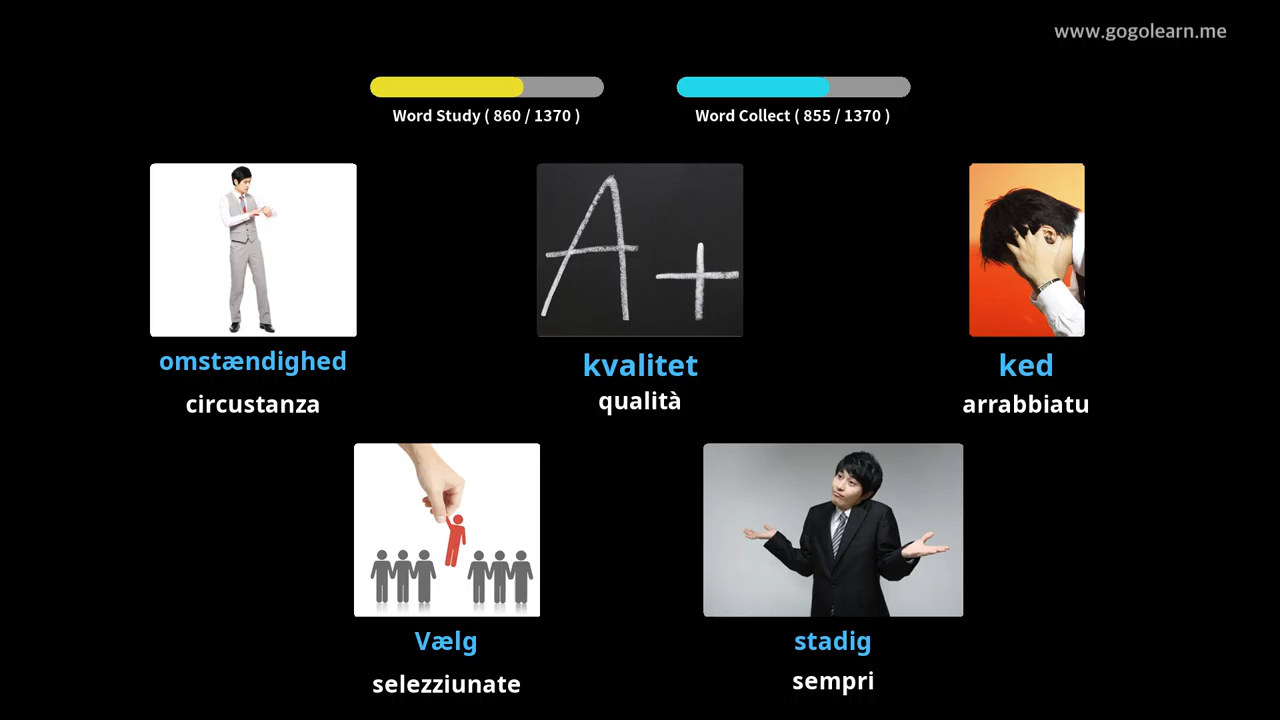 www.gogolearn.me
Word Study ( 860 / 1370 )
Word Collect ( 855 / 1370 )
A+
omstændighed
circustanza
kvalitet
qualità
ked
arrabbiatu
Vælg
selezziunate
stadig
sempri